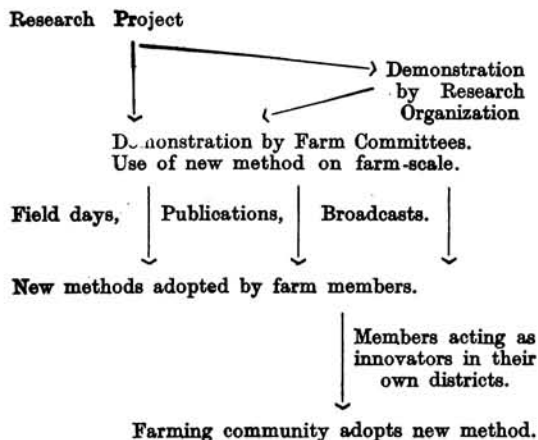 Research Project
Demonstration
by Research
Organization
Demonstration by Farm Committees.
Use of new method on farm-scale.
Field days, Publications, Broadcasts.
New methods adopted by farm members.
Members acting as
innovators in their
own districts.
Farming community adopts new method.